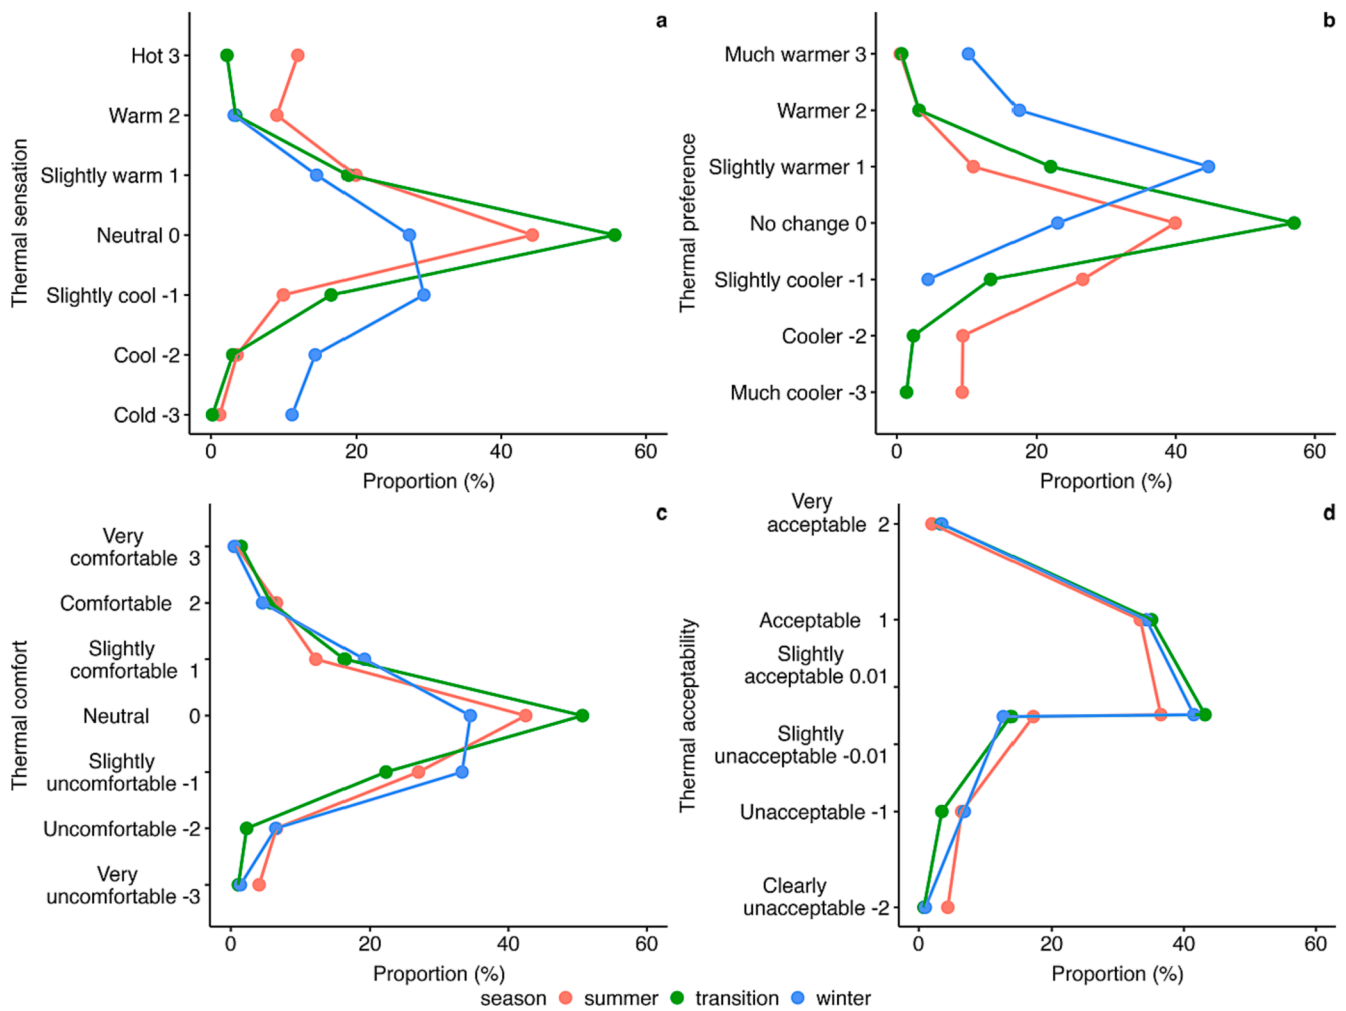 a
Hot 3
Warm 2
Slightly warm 1
Neutral 0
Slightly cool -1
Cool -2
Cold -3
Thermal sensation
0 20 40 60
Proportion (%)
b
Much warmer 3
Warmer 2
Slightly warmer 1
No change 0
Slightly cooler -1
Cooler -2
Much cooler -3
Thermal preference
0 20 40 60
Proportion (%)
c
Very
comfortable 3
Comfortable 2
Slightly
comfortable 1
Neutral 0
Slightly
uncomfortable -1
Uncomfortable -2
Very
uncomfortable -3
Thermal comfort
0 20 40 60
Proportion (%)
d
Very
acceptable 2
Acceptable 1
Slightly
acceptable 0.01
Slightly
unacceptable -0.01
Unacceptable -1
Clearly
unacceptable -2
Thermal acceptability
0 20 40 60
Proportion (%)
season summer transition winter